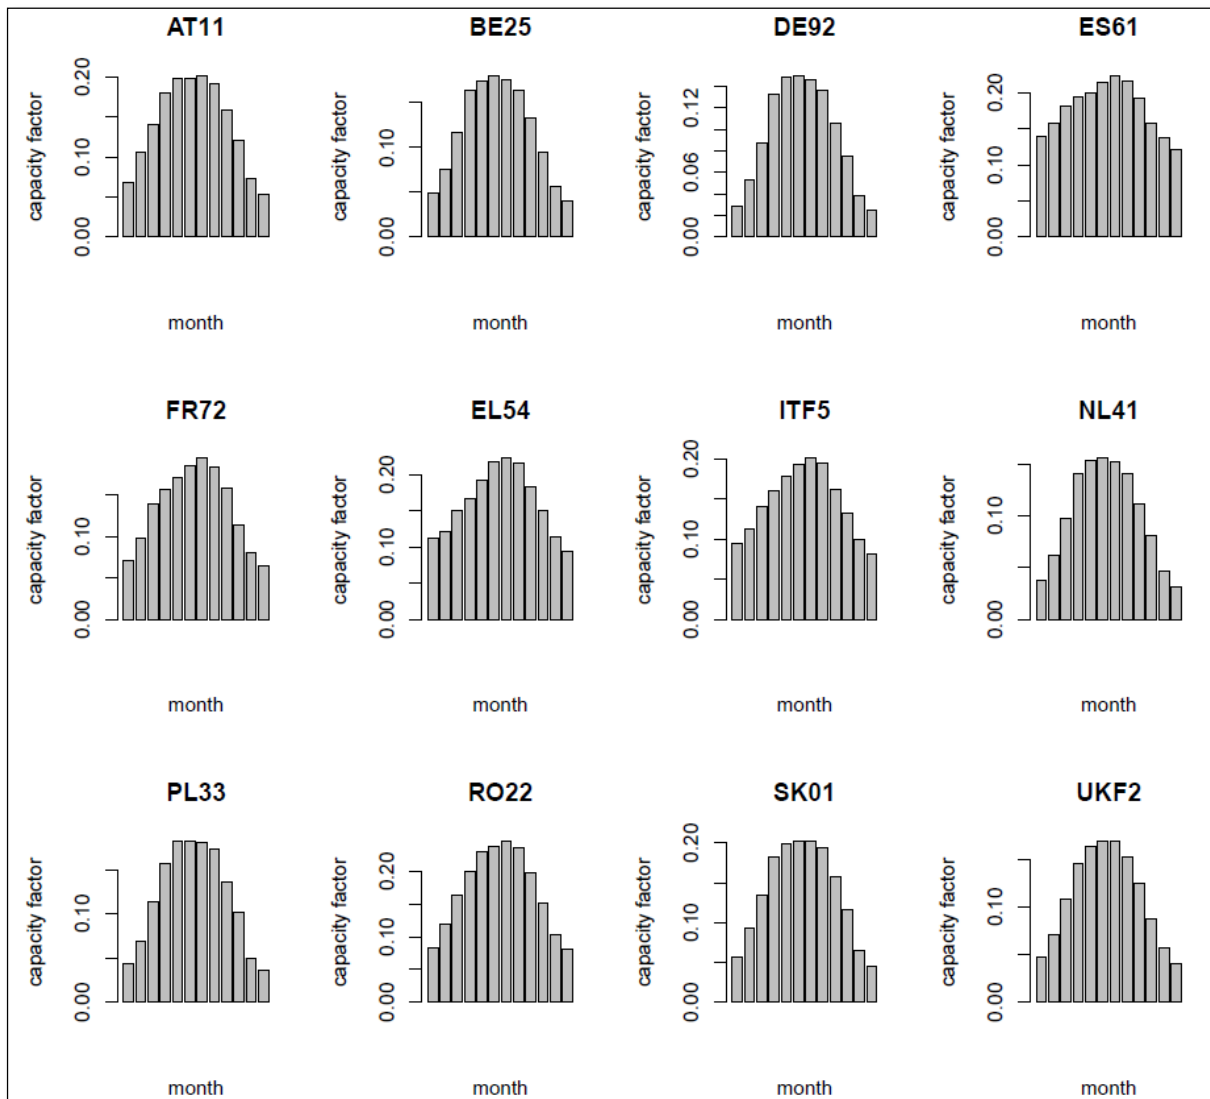 AT11 BE25 DE92 ES61
capacity factor 0.00 0.10 0.20 capacity factor 0.00 0.10 capacity factor 0.00 0.06 0.12 capacity factor 0.00 0.10 0.20
month month month month
FR72 EL54 ITF5 NL41
capacity factor 0.00 0.10 capacity factor 0.00 0.10 0.20 capacity factor 0.00 0.10 0.20 capacity factor 0.00 0.10
month month month month
PL33 RO22 SK01 UKF2
capacity factor 0.00 0.10 capacity factor 0.00 0.10 0.20 capacity factor 0.00 0.10 0.20 capacity factor 0.00 0.10
month month month month